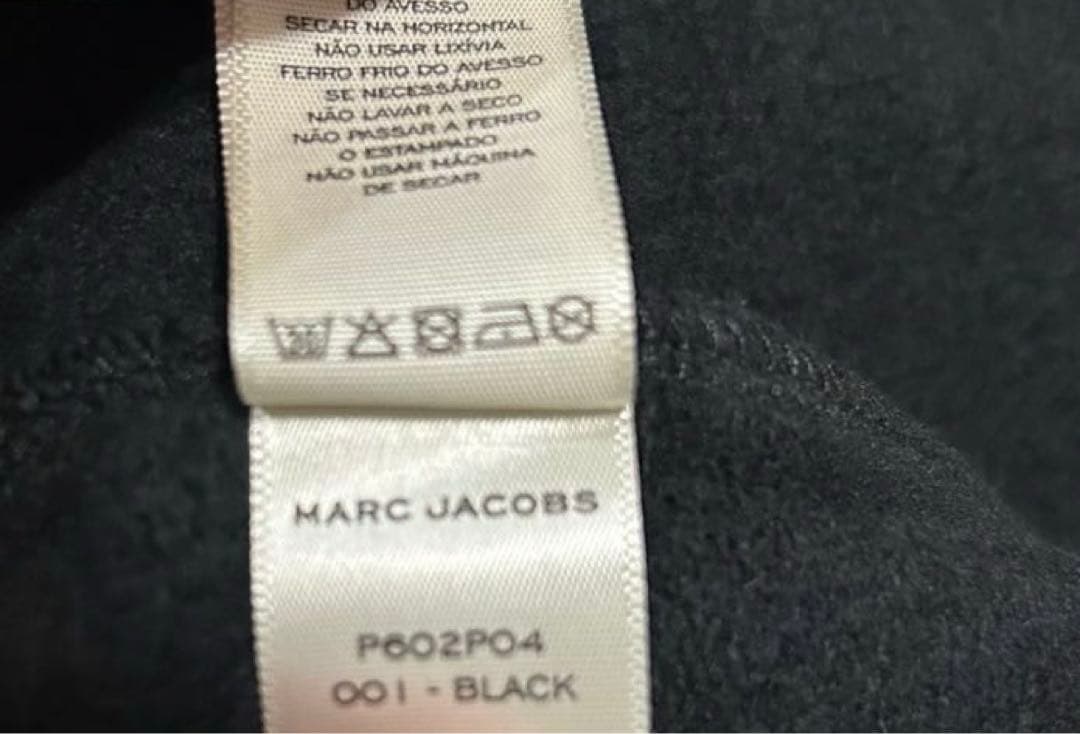 DO AVESSO
SECAR NA HORIZONTAL
NÃO USAR LIXÍVIA
FERRO FRIO DO AVESSO
SE NECESSÁRIO
NÃO LAVAR A SECO
NÃO PASSAR A FERRO
O ESTAMPADO
NÃO USAR MÁQUINA
DE SECAR
30
MARC JACOBS
P602P04
001 - BLACK